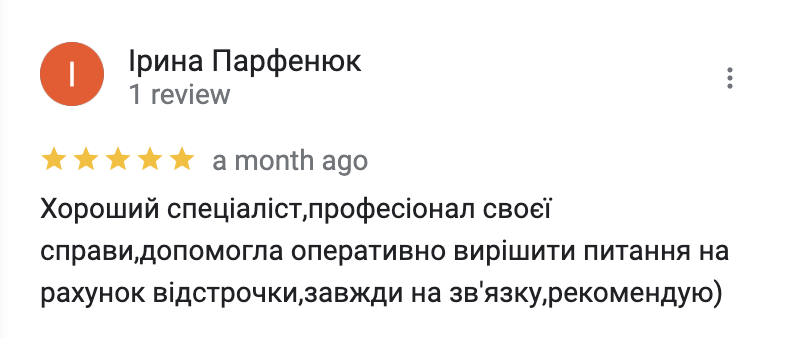 І
Ірина Парфенюк
1 review
a month ago
Хороший спеціаліст,професіонал своєї
справи,допомогла оперативно вирішити питання на
рахунок відстрочки,завжди на зв'язку,рекомендую)